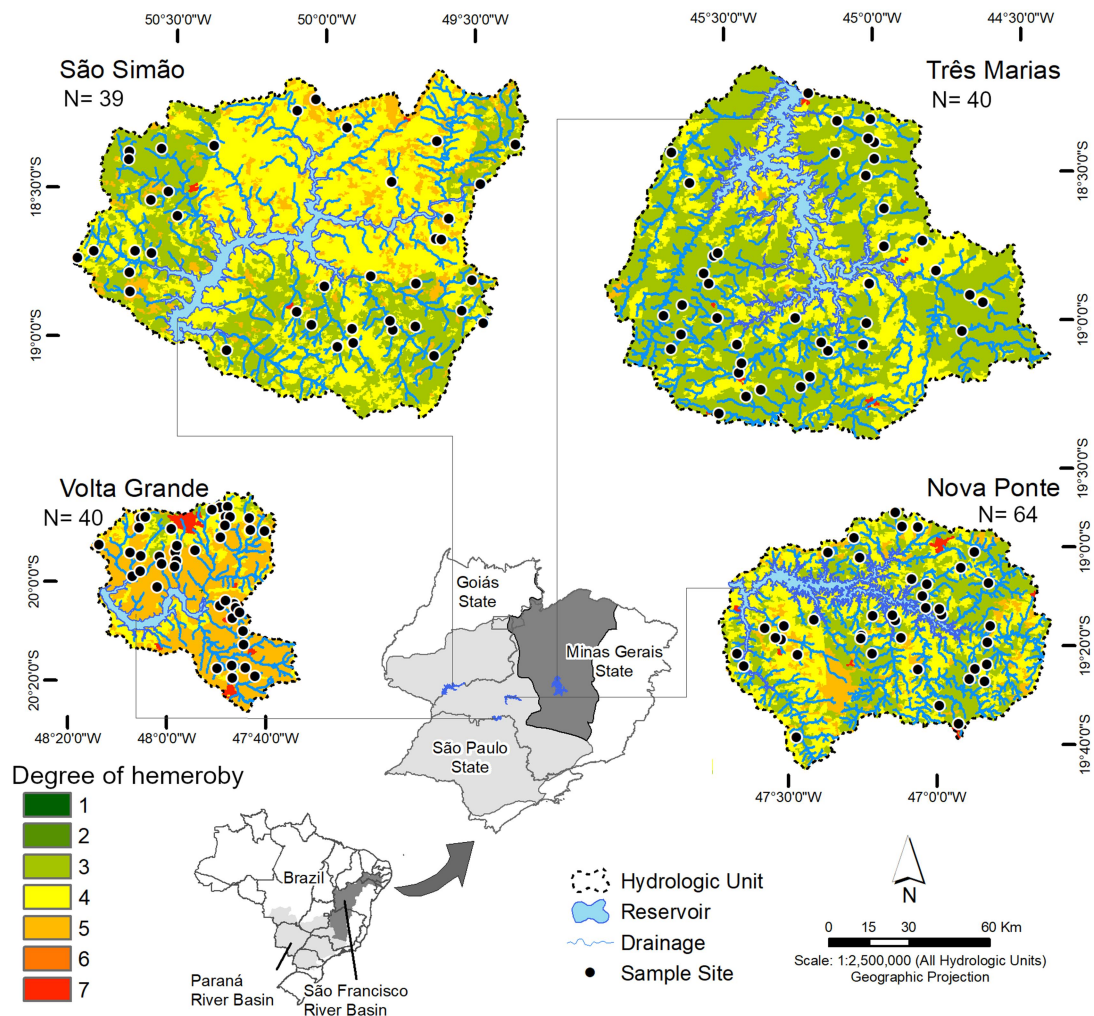 50°30'0"W
50°0'0"W
49°30'0"W
45°30'0"W
45°0'0"W
44°30'0"W
São Simão
N= 39
Três Marias
N= 40
18°30'0"S
19°0'0"S
18°30'0"S
19°0'0"S
19°30'0"S
Volta Grande
N= 40
Nova Ponte
N= 64
20°0'0"S
20°20'0"S
19°0'0"S
19°20'0"S
19°40'0"S
48°20'0"W
48°0'0"W
47°40'0"W
47°30'0"W
47°0'0"W
Goiás
State
Minas Gerais
State
São Paulo
State
Degree of hemeroby
1
2
3
4
5
6
7
Brazil
Paraná
River Basin
São Francisco
River Basin
Hydrologic Unit
Reservoir
Drainage
Sample Site
N
0 15 30 60 Km
Scale: 1:2,500,000 (All Hydrologic Units)
Geographic Projection